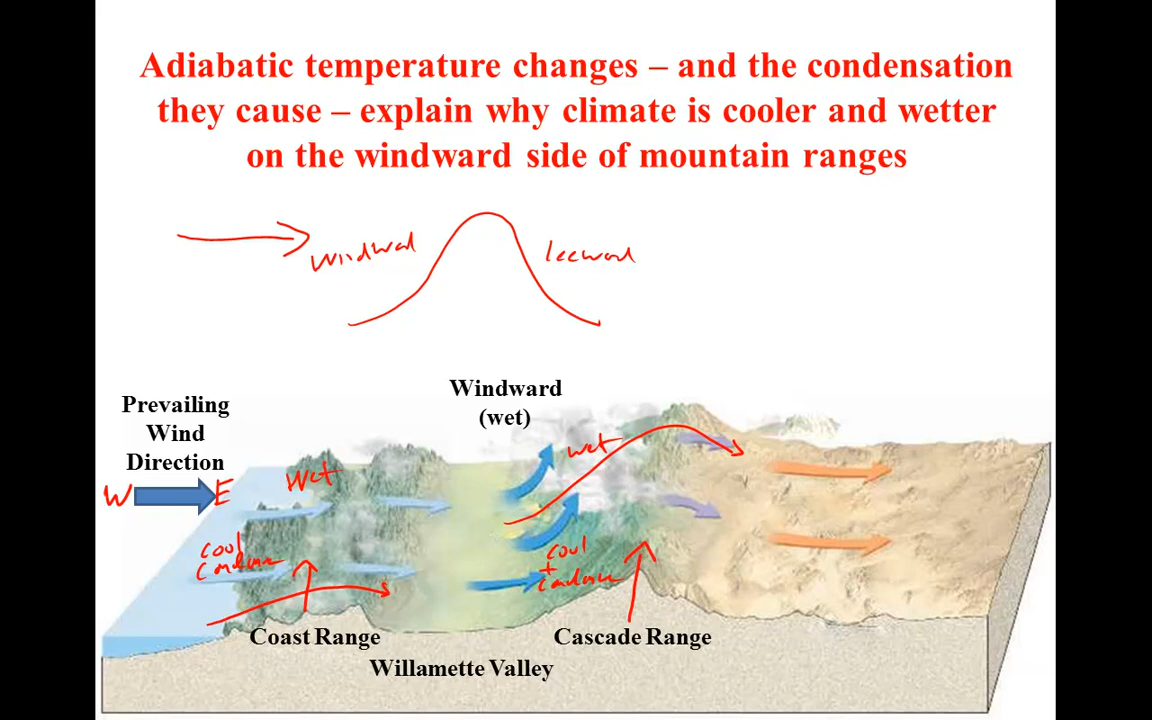 Adiabatic temperature changes – and the condensation
they cause – explain why climate is cooler and wetter
on the windward side of mountain ranges
leeward
Windward
(wet)
Prevailing
Wind
Direction
W E
Wet
wet
cool
cool
+
Coast Range
Cascade Range
Willamette Valley